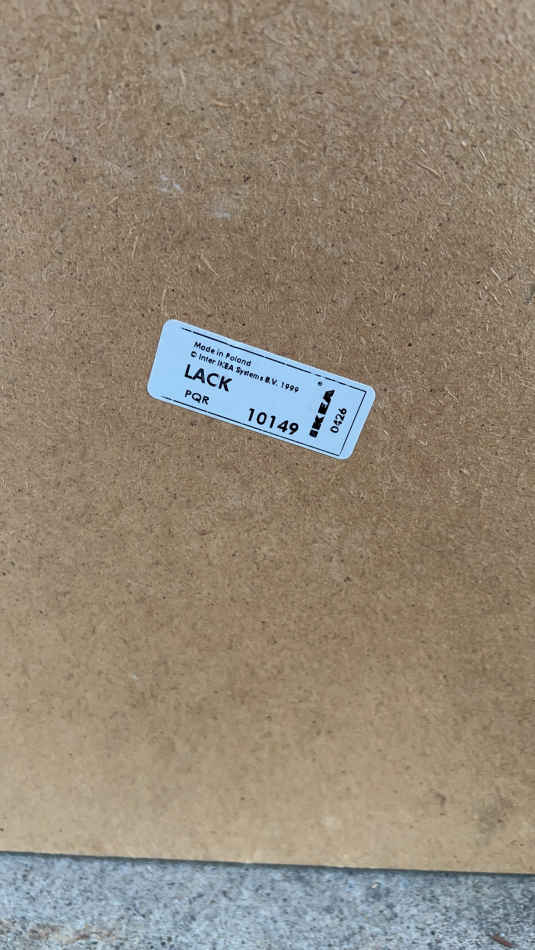 Made in Poland
© Inter IKEA Systems B.V. 1999
LACK
PQR
10149
IKEA®
0426